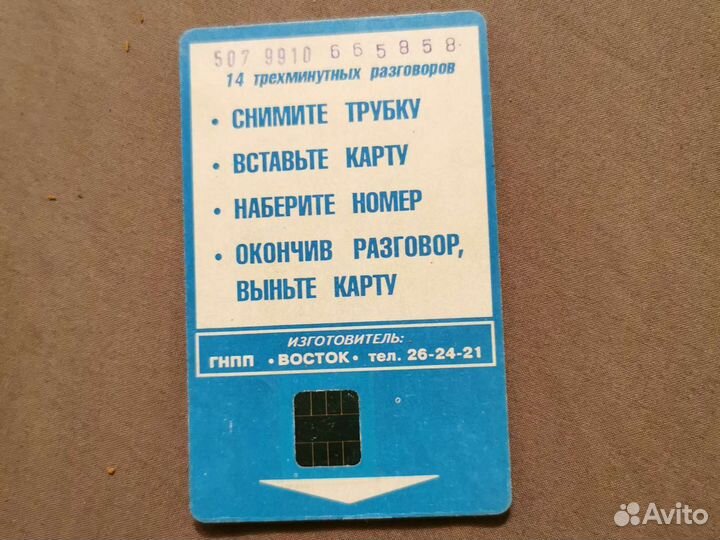 507 9910 665858
14 трехминутных разговоров
• СНИМИТЕ ТРУБКУ
• ВСТАВЬТЕ КАРТУ
• НАБЕРИТЕ НОМЕР
• ОКОНЧИВ РАЗГОВОР,
ВЫНЬТЕ КАРТУ
ИЗГОТОВИТЕЛЬ:
ГНПП •ВОСТОК• тел. 26-24-21
Avito